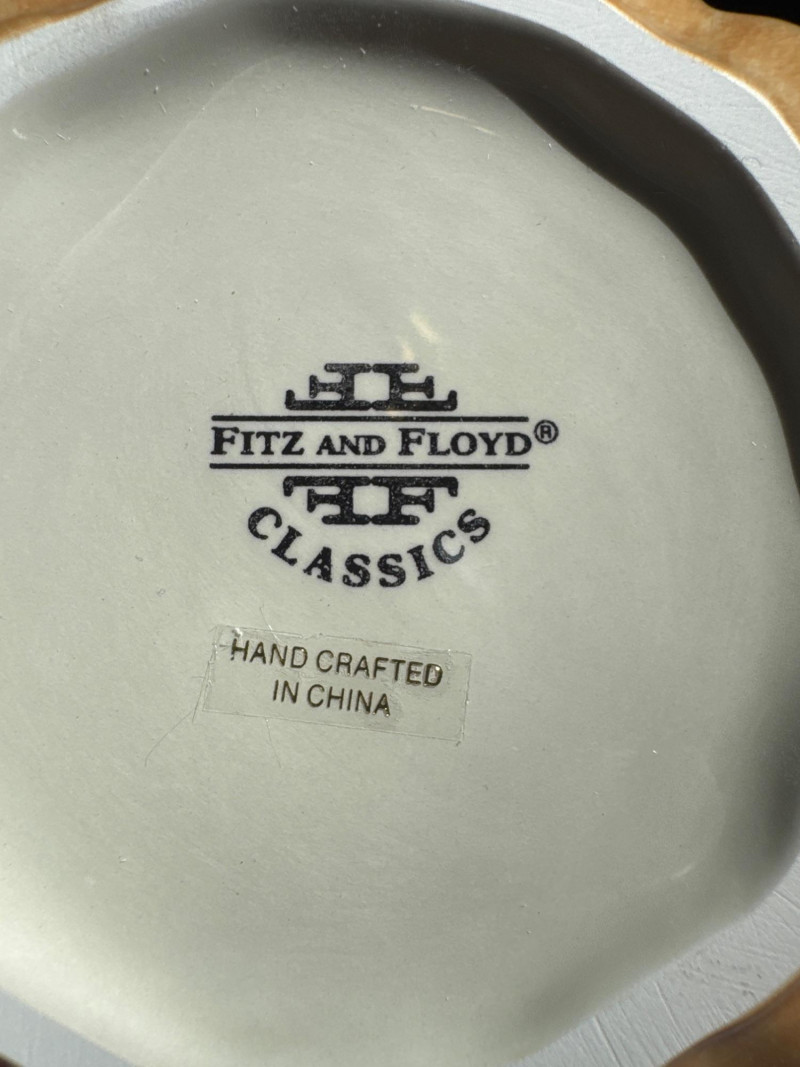 FITZ AND FLOYD®
CLASSICS
HAND CRAFTED
IN CHINA